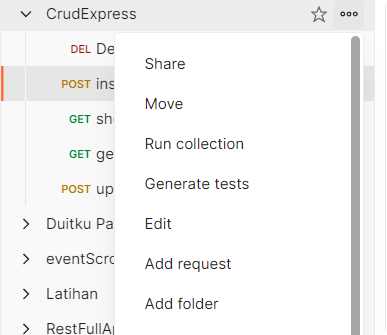 CrudExpress
DEL De
POST ins
GET sh
GET ge
POST up
Duitku Pa
eventScro
Latihan
RestFullAp
Share
Move
Run collection
Generate tests
Edit
Add request
Add folder